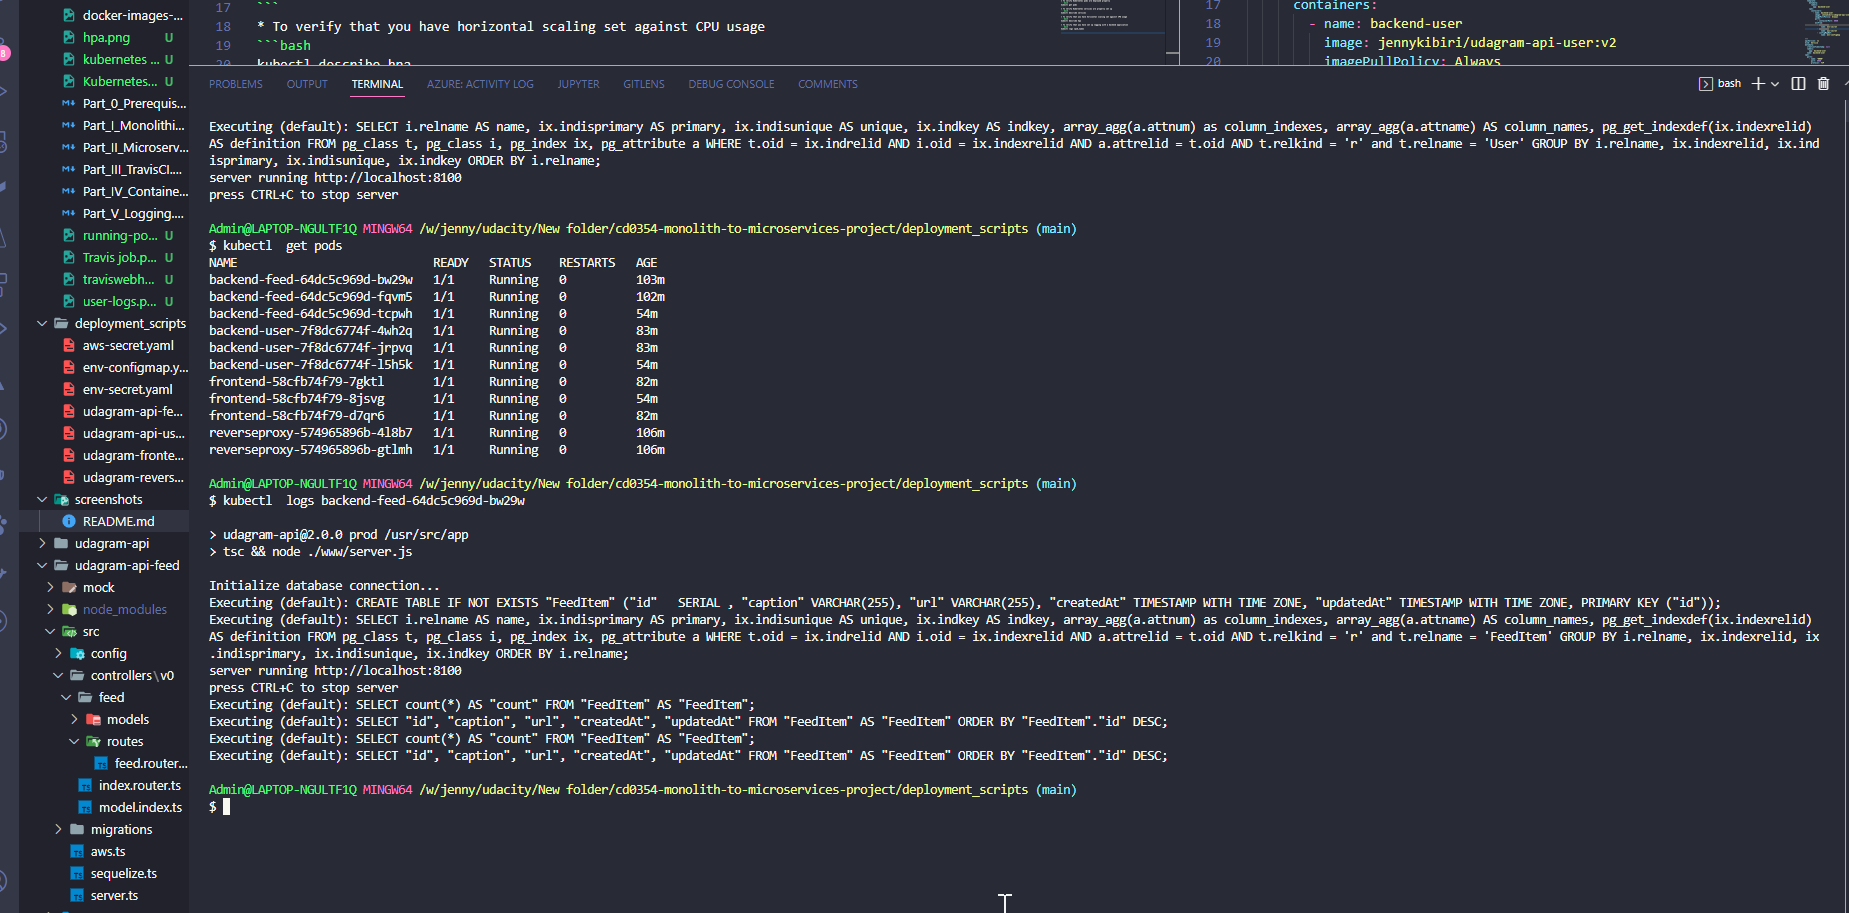 docker-images-...
hpa.png U
kubernetes ... U
Kubernetes... U
Part_0_Prerequis...
Part_I_Monolithi...
Part_II_Microserv...
Part_III_TravisCI....
Part_IV_Containe...
Part_V_Logging....
running-po... U
Travis job.p... U
traviswebh... U
user-logs.p... U
deployment_scripts
aws-secret.yaml
env-configmap.y...
env-secret.yaml
udagram-api-fe...
udagram-api-us...
udagram-fronte...
udagram-revers...
screenshots
README.md
udagram-api
udagram-api-feed
mock
node_modules
src
config
controllers\v0
feed
models
routes
feed.router...
index.router.ts
model.index.ts
migrations
aws.ts
sequelize.ts
server.ts
17 ```
18 * To verify that you have horizontal scaling set against CPU usage
19 ```bash
20 kubectl describe hpa
17 containers:
18 - name: backend-user
19 image: jennykibiri/udagram-api-user:v2
20 imagePullPolicy: Always
PROBLEMS OUTPUT TERMINAL AZURE: ACTIVITY LOG JUPYTER GITLENS DEBUG CONSOLE COMMENTS
bash
Executing (default): SELECT i.relname AS name, ix.indisprimary AS primary, ix.indisunique AS unique, ix.indkey AS indkey, array_agg(a.attnum) as column_indexes, array_agg(a.attname) AS column_names, pg_get_indexdef(ix.indexrelid)
AS definition FROM pg_class t, pg_class i, pg_index ix, pg_attribute a WHERE t.oid = ix.indrelid AND i.oid = ix.indexrelid AND a.attrelid = t.oid AND t.relkind = 'r' and t.relname = 'User' GROUP BY i.relname, ix.indexrelid, ix.ind
isprimary, ix.indisunique, ix.indkey ORDER BY i.relname;
server running http://localhost:8100
press CTRL+C to stop server
Admin@LAPTOP-NGULTF1Q MINGW64 /w/jenny/udacity/New folder/cd0354-monolith-to-microservices-project/deployment_scripts (main)
$ kubectl  get pods
NAME READY STATUS RESTARTS AGE
backend-feed-64dc5c969d-bw29w 1/1 Running 0 103m
backend-feed-64dc5c969d-fqvm5 1/1 Running 0 102m
backend-feed-64dc5c969d-tcpwh 1/1 Running 0 54m
backend-user-7f8dc6774f-4wh2q 1/1 Running 0 83m
backend-user-7f8dc6774f-jrpvq 1/1 Running 0 83m
backend-user-7f8dc6774f-l5h5k 1/1 Running 0 54m
frontend-58cfb74f79-7gktl 1/1 Running 0 82m
frontend-58cfb74f79-8jsvg 1/1 Running 0 54m
frontend-58cfb74f79-d7qr6 1/1 Running 0 82m
reverseproxy-574965896b-4l8b7 1/1 Running 0 106m
reverseproxy-574965896b-gtlmh 1/1 Running 0 106m
Admin@LAPTOP-NGULTF1Q MINGW64 /w/jenny/udacity/New folder/cd0354-monolith-to-microservices-project/deployment_scripts (main)
$ kubectl  logs backend-feed-64dc5c969d-bw29w
> udagram-api@2.0.0 prod /usr/src/app
> tsc && node ./www/server.js
Initialize database connection...
Executing (default): CREATE TABLE IF NOT EXISTS "FeedItem" ("id"   SERIAL , "caption" VARCHAR(255), "url" VARCHAR(255), "createdAt" TIMESTAMP WITH TIME ZONE, "updatedAt" TIMESTAMP WITH TIME ZONE, PRIMARY KEY ("id"));
Executing (default): SELECT i.relname AS name, ix.indisprimary AS primary, ix.indisunique AS unique, ix.indkey AS indkey, array_agg(a.attnum) as column_indexes, array_agg(a.attname) AS column_names, pg_get_indexdef(ix.indexrelid)
AS definition FROM pg_class t, pg_class i, pg_index ix, pg_attribute a WHERE t.oid = ix.indrelid AND i.oid = ix.indexrelid AND a.attrelid = t.oid AND t.relkind = 'r' and t.relname = 'FeedItem' GROUP BY i.relname, ix.indexrelid, ix
.indisprimary, ix.indisunique, ix.indkey ORDER BY i.relname;
server running http://localhost:8100
press CTRL+C to stop server
Executing (default): SELECT count(*) AS "count" FROM "FeedItem" AS "FeedItem";
Executing (default): SELECT "id", "caption", "url", "createdAt", "updatedAt" FROM "FeedItem" AS "FeedItem" ORDER BY "FeedItem"."id" DESC;
Executing (default): SELECT count(*) AS "count" FROM "FeedItem" AS "FeedItem";
Executing (default): SELECT "id", "caption", "url", "createdAt", "updatedAt" FROM "FeedItem" AS "FeedItem" ORDER BY "FeedItem"."id" DESC;
Admin@LAPTOP-NGULTF1Q MINGW64 /w/jenny/udacity/New folder/cd0354-monolith-to-microservices-project/deployment_scripts (main)
$